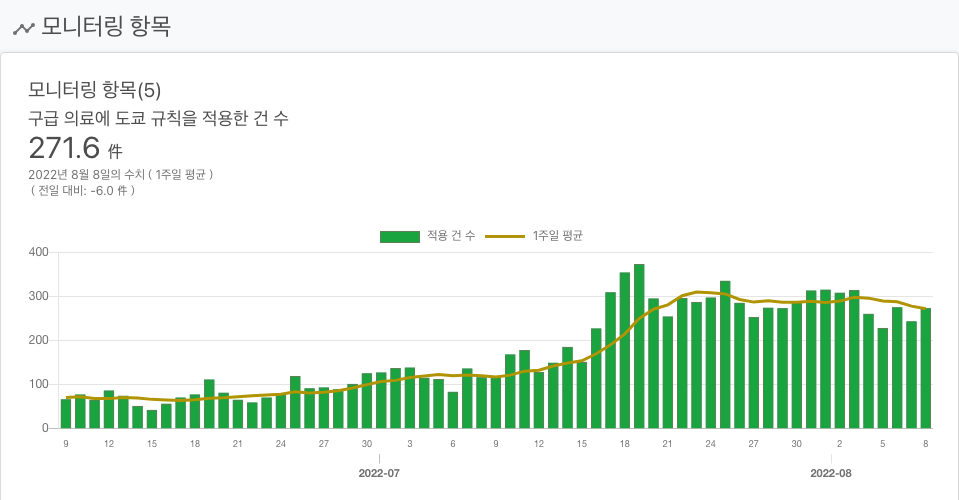 모니터링 항목
모니터링 항목(5)
구급 의료에 도쿄 규칙을 적용한 건 수
271.6 件
2022년 8월 8일의 수치 ( 1주일 평균 )
( 전일 대비: -6.0 件 )
적용 건 수 1주일 평균
400
300
200
100
0
9 12 15 18 21 24 27 30 3 6 9 12 15 18 21 24 27 30 2 5 8
2022-07 2022-08